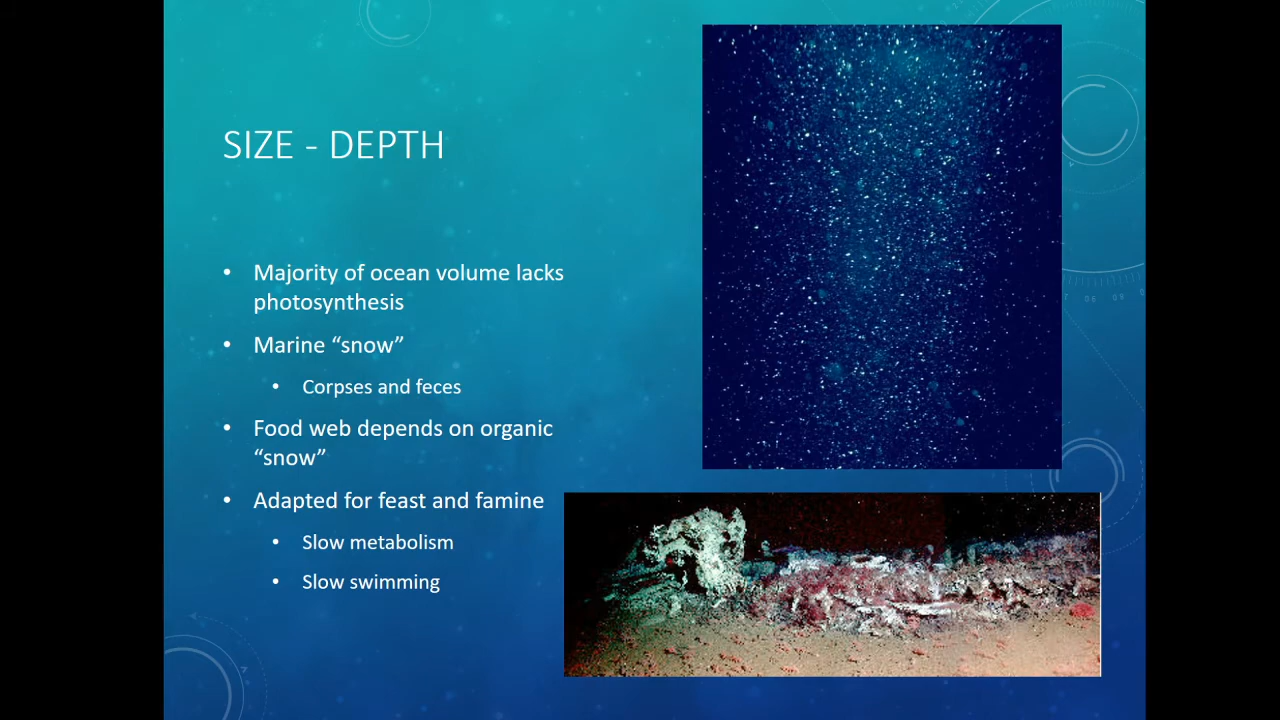 SIZE - DEPTH
• Majority of ocean volume lacks
photosynthesis
• Marine “snow”
• Corpses and feces
• Food web depends on organic
“snow”
• Adapted for feast and famine
• Slow metabolism
• Slow swimming